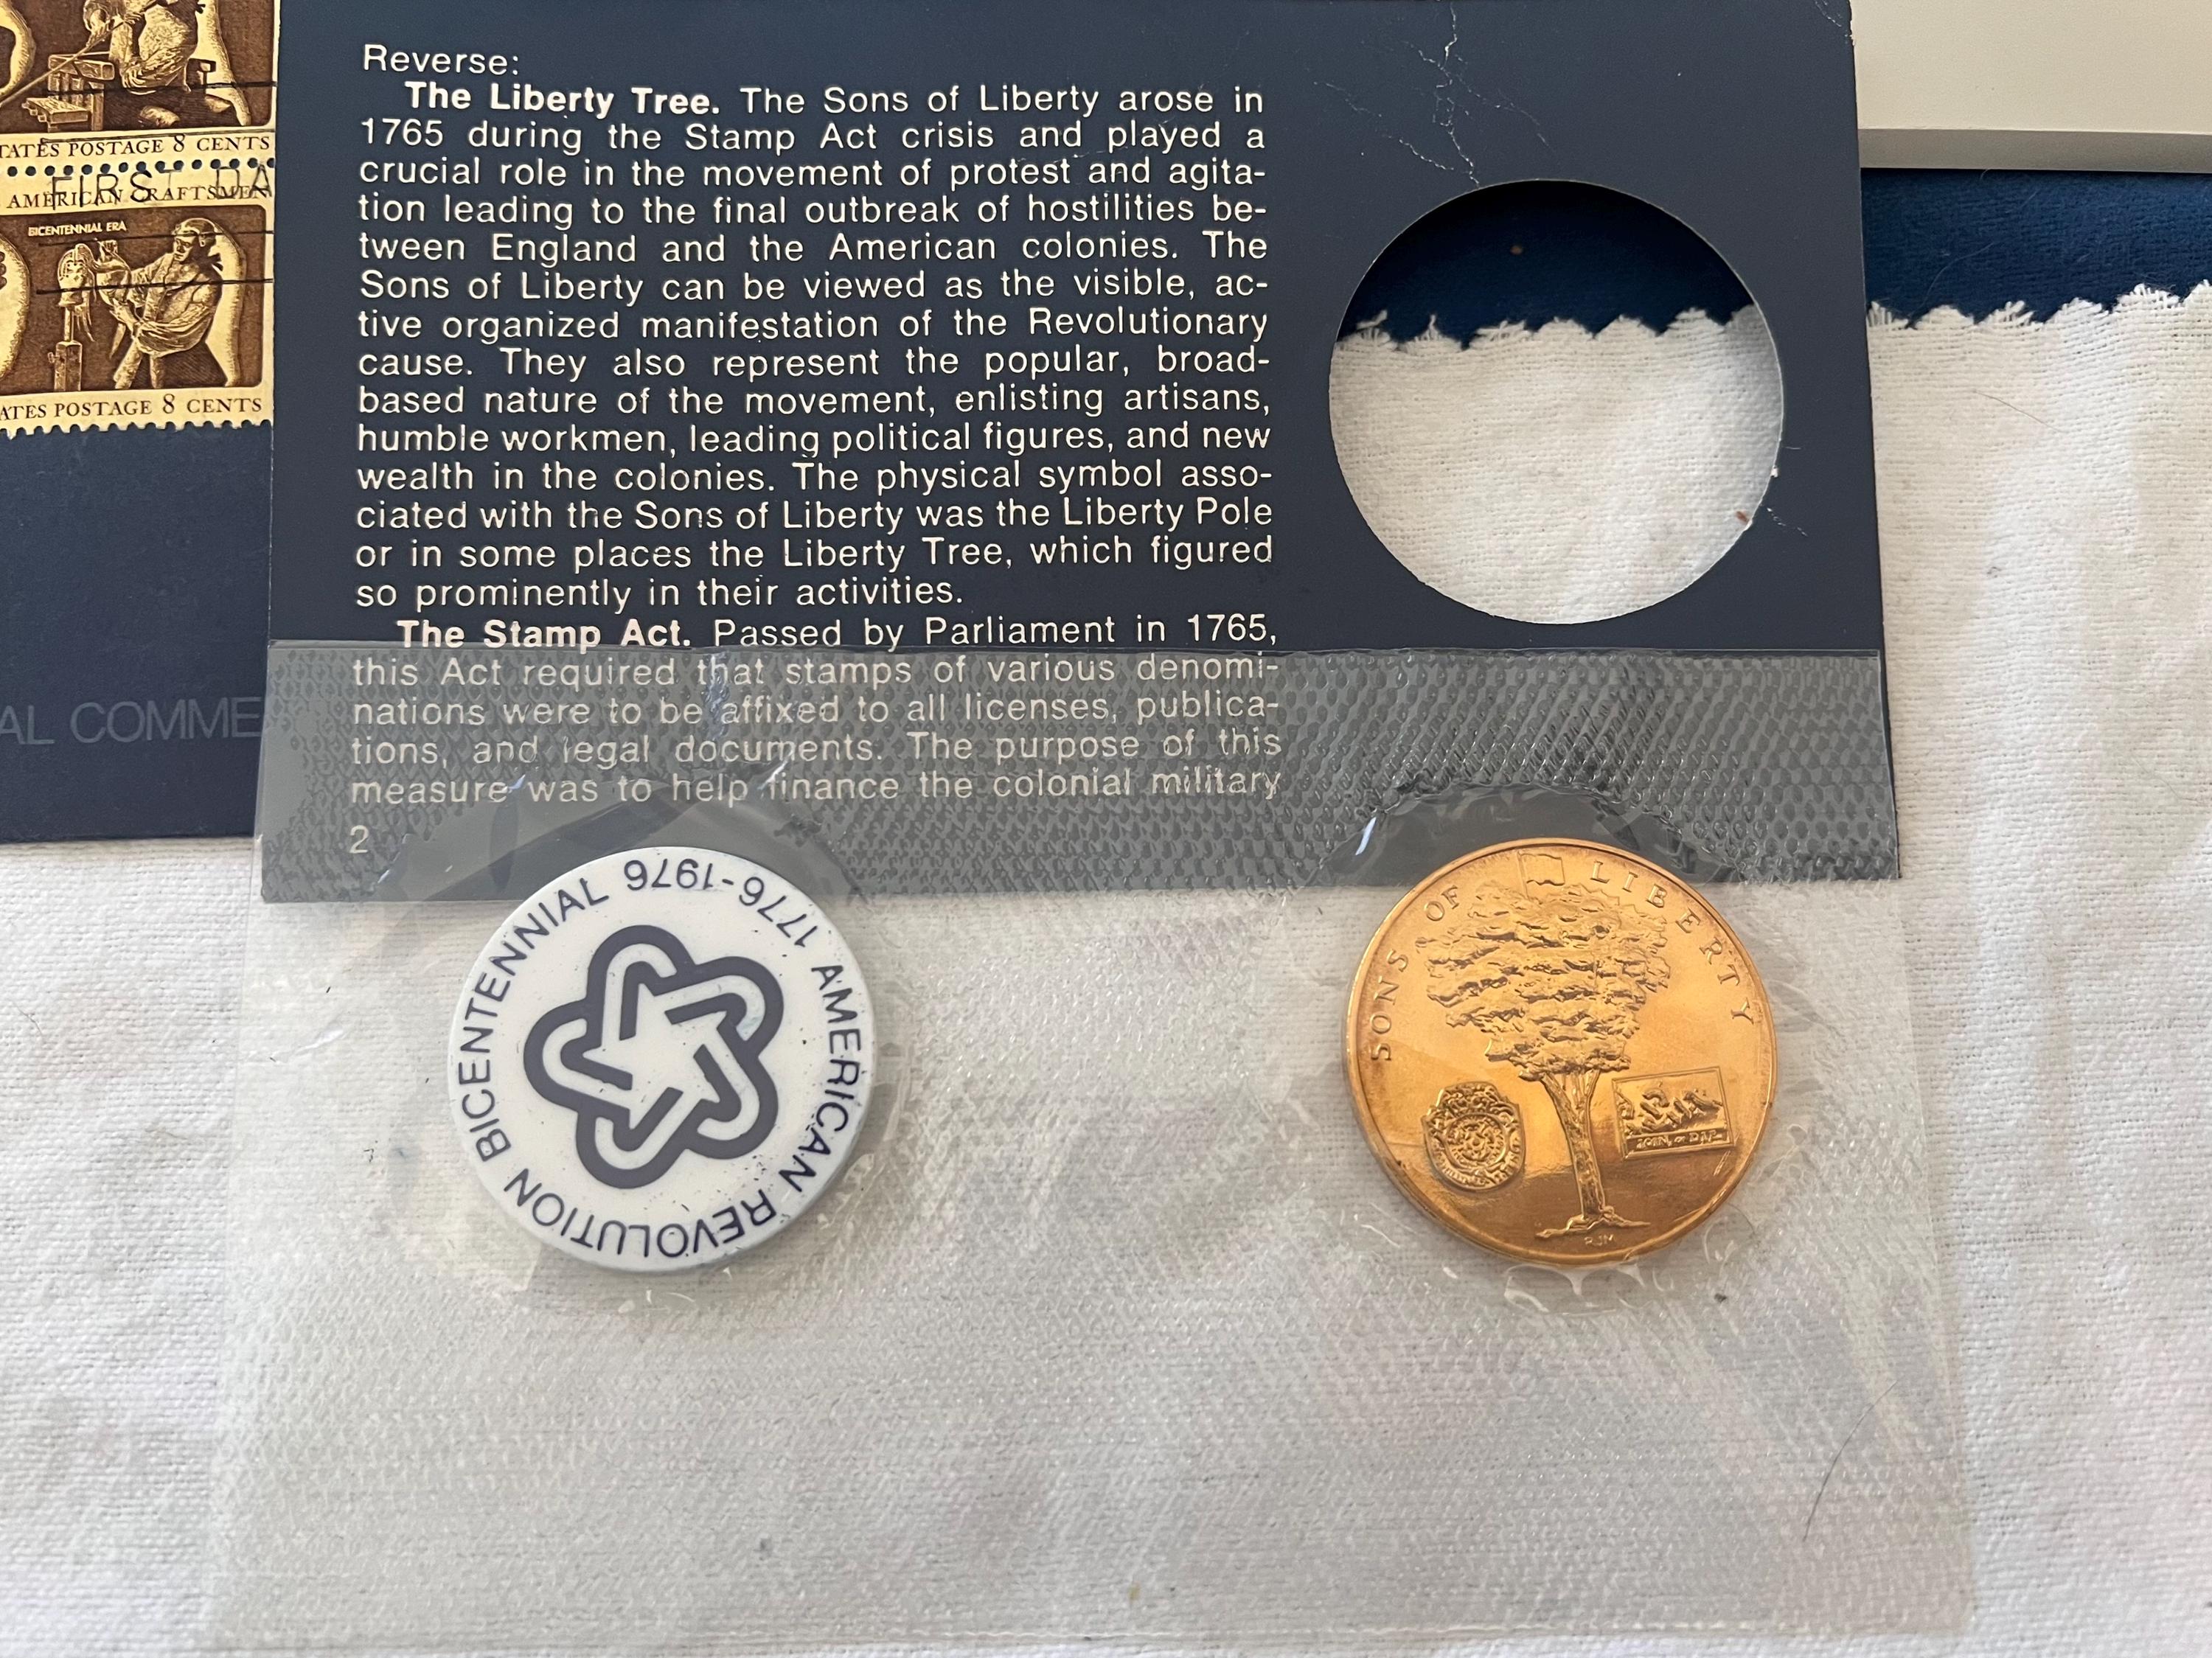 TATES POSTAGE 8 CENTS
FIRST DA
AMERICAN CRAFTSMEN
BICENTENNIAL ERA
ATES POSTAGE 8 CENTS
AL COMME
Reverse:
The Liberty Tree. The Sons of Liberty arose in
1765 during the Stamp Act crisis and played a
crucial role in the movement of protest and agita-
tion leading to the final outbreak of hostilities be-
tween England and the American colonies. The
Sons of Liberty can be viewed as the visible, ac-
tive organized manifestation of the Revolutionary
cause. They also represent the popular, broad-
based nature of the movement, enlisting artisans,
humble workmen, leading political figures, and new
wealth in the colonies. The physical symbol asso-
ciated with the Sons of Liberty was the Liberty Pole
or in some places the Liberty Tree, which figured
so prominently in their activities.
The Stamp Act. Passed by Parliament in 1765,
this Act required that stamps of various denomi-
nations were to be affixed to all licenses, publica-
tions, and legal documents. The purpose of this
measure was to help finance the colonial military
2
AMERICAN REVOLUTION BICENTENNIAL
1776-1976
SONS OF LIBERTY
JOIN, or DIE
RJM